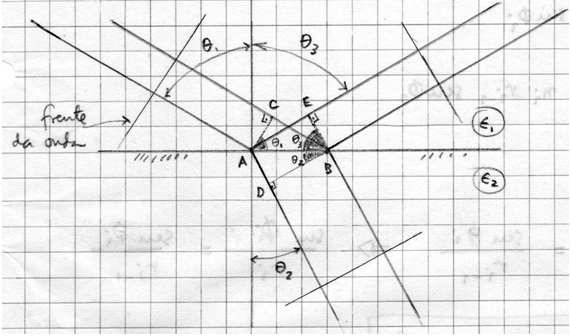 θ₁ θ₃
frente
da onda
C E
θ₁ θ₃
A θ₂ B
D
θ₂
ϵ₁
ϵ₂